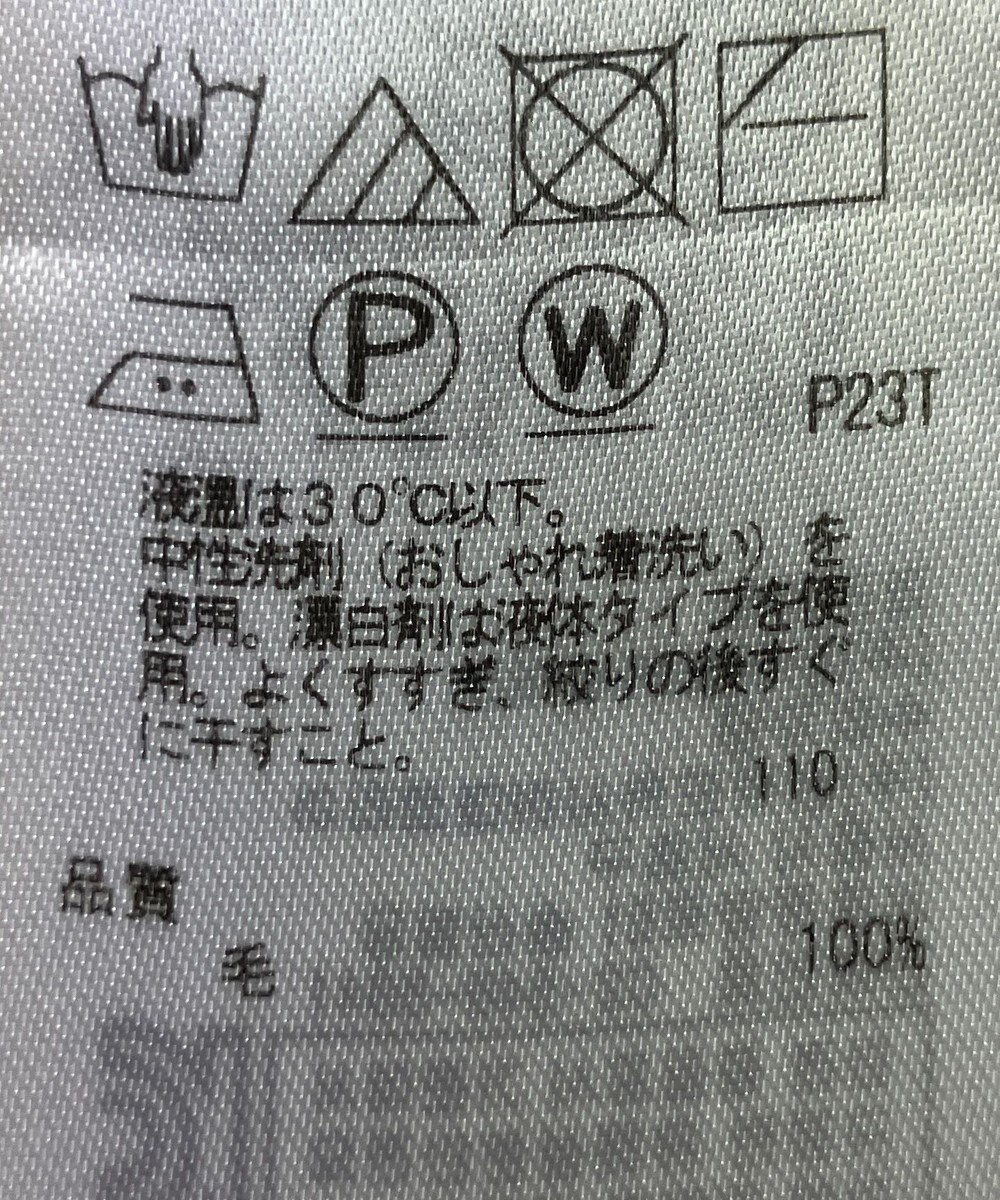 P
W
P23T
液温は30℃以下。
中性洗剤（おしゃれ着洗い）を
使用。漂白剤は液体タイプを使
用。よくすすぎ、絞りの後すぐ
に干すこと。
110
品質
毛 100%